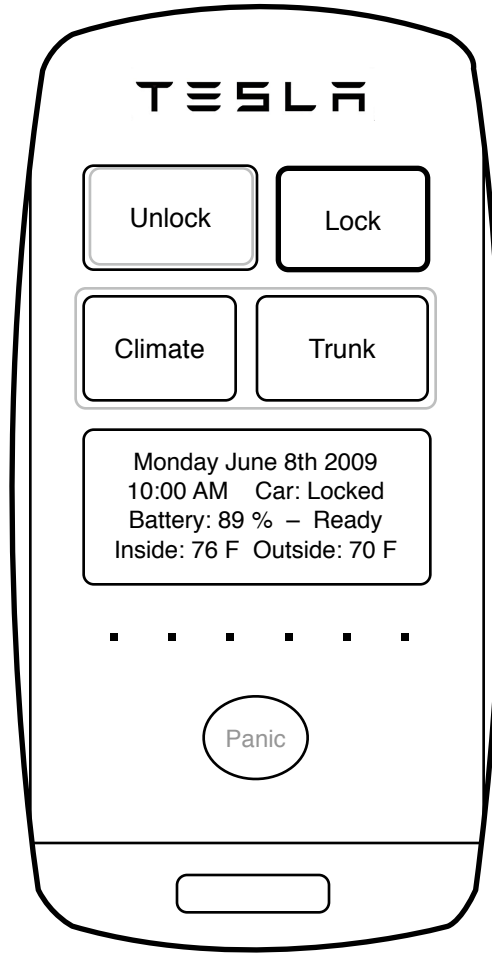 TESLA
Unlock
Lock
Climate
Trunk
Monday June 8th 2009
10:00 AM Car: Locked
Battery: 89 % – Ready
Inside: 76 F Outside: 70 F
Panic